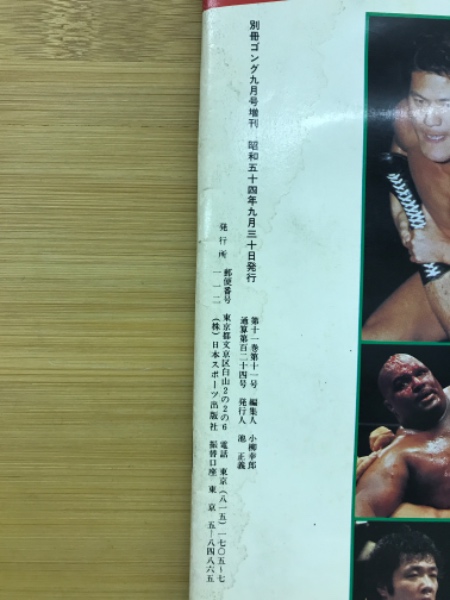 別冊ゴング九月号増刊　昭和五十四年九月三十日発行
第十一巻第十一号　編集人　小柳幸郎
通算第百二十四号　発行人　池　正義
発行所　郵便番号　東京都文京区白山2の2の6　電話　東京(八一五)一七〇五〜七
一一二　(株)日本スポーツ出版社　振替口座　東京　五ー八四八六五